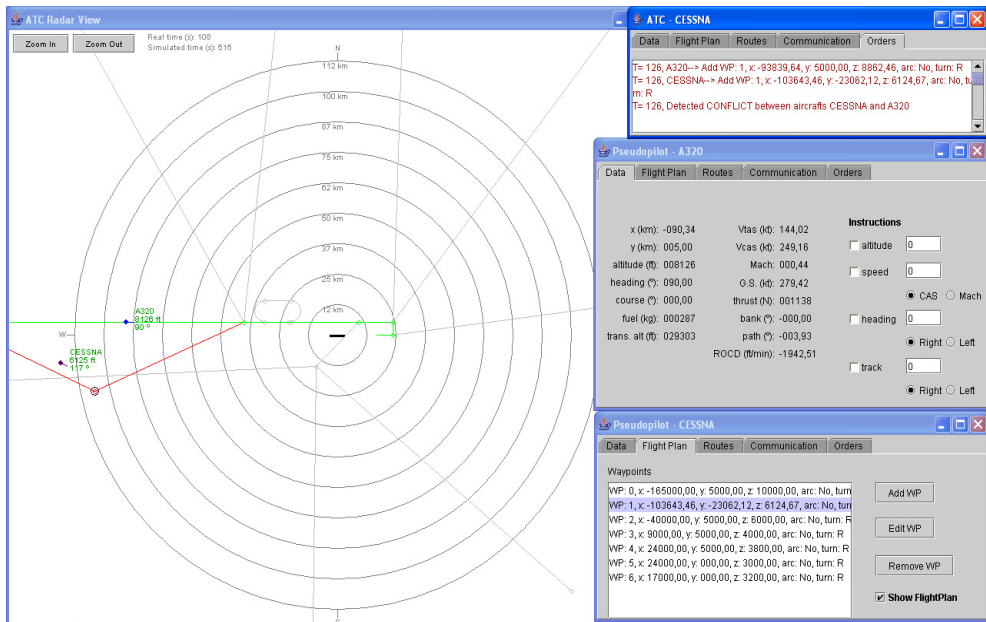 ATC Radar View
Zoom In
Zoom Out
Real time (s): 108
Simulated time (s): 515
N
112 km
100 km
87 km
75 km
62 km
50 km
37 km
25 km
12 km
W
A320
8126 ft
90 º
CESSNA
6125 ft
117 º
ATC - CESSNA
Data
Flight Plan
Routes
Communication
Orders
T= 126, A320--> Add WP: 1, x: -93839,64, y: 5000,00, z: 8862,46, arc: No, turn: R
T= 126, CESSNA--> Add WP: 1, x: -103643,46, y: -23062,12, z: 6124,67, arc: No, tu
rn: R
T= 126, Detected CONFLICT between aircrafts CESSNA and A320
Pseudopilot - A320
Data
Flight Plan
Routes
Communication
Orders
x (km): -090,34
y (km): 005,00
altitude (ft): 008126
heading (º): 090,00
course (º): 000,00
fuel (kg): 000287
trans. alt (ft): 029303
Vtas (kt): 144,02
Vcas (kt): 249,16
Mach: 000,44
G.S. (kt): 279,42
thrust (N): 001138
bank (º): -000,00
path (º): -003,93
ROCD (ft/min): -1942,51
Instructions
altitude 0
speed 0
CAS Mach
heading 0
Right Left
track 0
Right Left
Pseudopilot - CESSNA
Data
Flight Plan
Routes
Communication
Orders
Waypoints
WP: 0, x: -165000,00, y: 5000,00, z: 10000,00, arc: No, turn
WP: 1, x: -103643,46, y: -23062,12, z: 6124,67, arc: No, turn
WP: 2, x: -40000,00, y: 5000,00, z: 6000,00, arc: No, turn: R
WP: 3, x: 9000,00, y: 5000,00, z: 4000,00, arc: No, turn: R
WP: 4, x: 24000,00, y: 5000,00, z: 3800,00, arc: No, turn: R
WP: 5, x: 24000,00, y: 000,00, z: 3000,00, arc: No, turn: R
WP: 6, x: 17000,00, y: 000,00, z: 3200,00, arc: No, turn: R
Add WP
Edit WP
Remove WP
Show FlightPlan